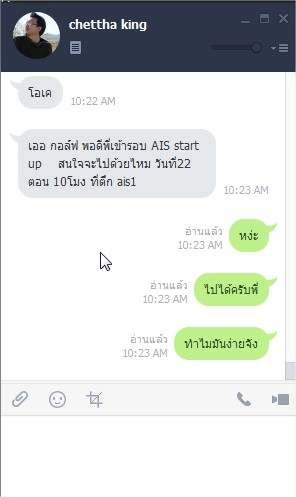 chettha king
โอเค
10:22 AM
เออ กอล์ฟ พอดีพี่เข้ารอบ AIS start
up สนใจจะไปด้วยไหม วันที่22
ตอน 10โมง ที่ตึก ais1
10:23 AM
อ่านแล้ว
10:23 AM
หง่ะ
อ่านแล้ว
10:23 AM
ไปได้ครับพี่
อ่านแล้ว
10:23 AM
ทำไมมันง่ายจัง